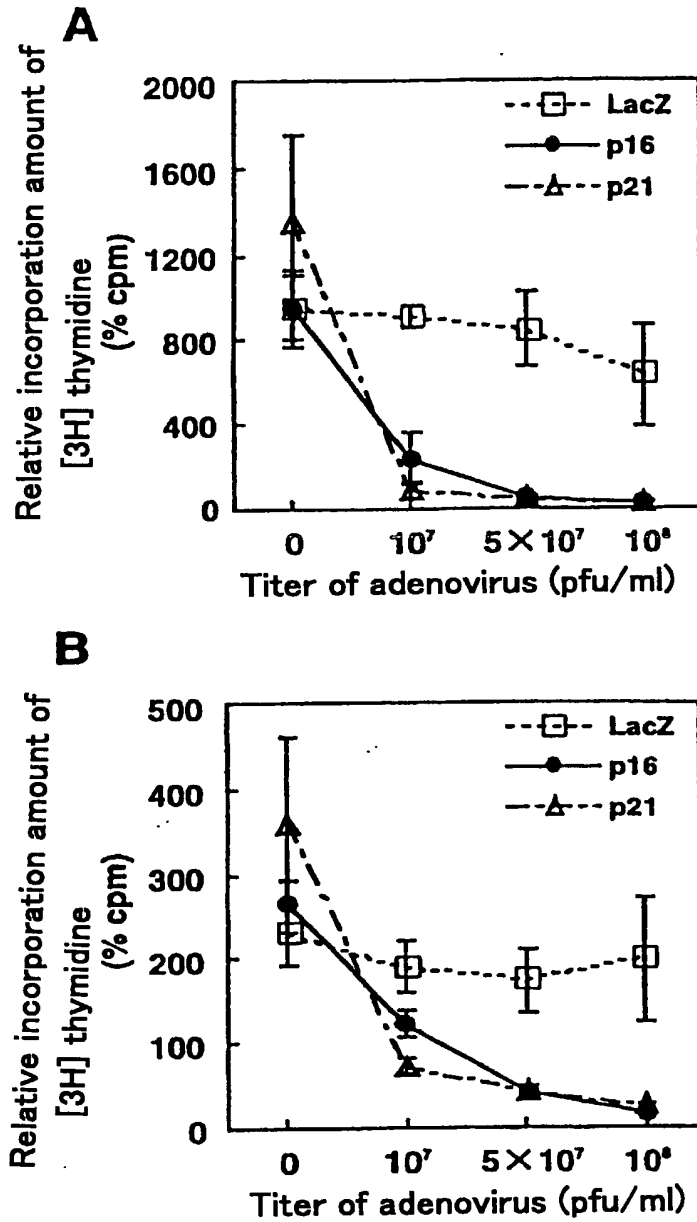 A
Relative incorporation amount of
[3H] thymidine
(% cpm)
2000
1600
1200
800
400
0
LacZ
p16
p21
0 10⁷ 5×10⁷ 10⁸
Titer of adenovirus (pfu/ml)
B
Relative incorporation amount of
[3H] thymidine
(% cpm)
500
400
300
200
100
0
LacZ
p16
p21
0 10⁷ 5×10⁷ 10⁸
Titer of adenovirus (pfu/ml)